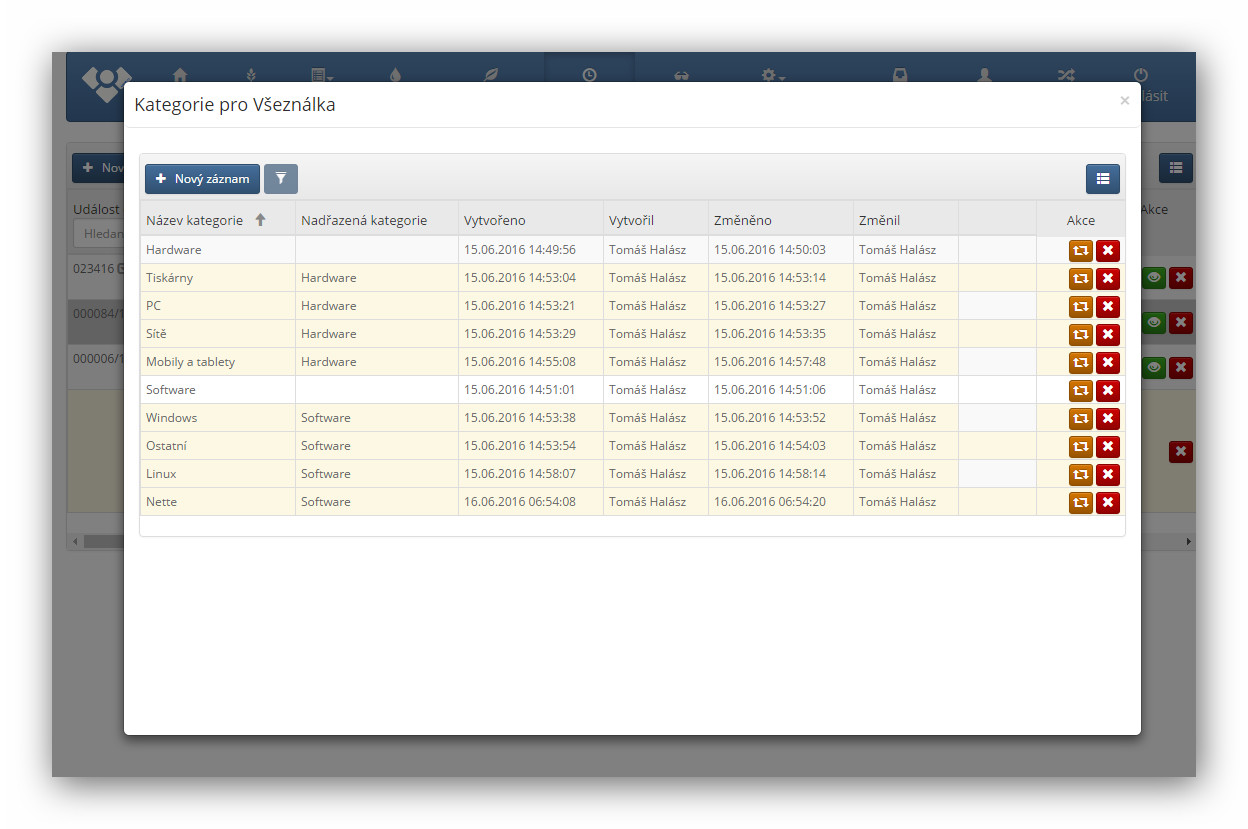 lásit
Kategorie pro Všeználka ×
Nov
Nový záznam
Událost
Hledan
Akce
Název kategorie Nadřazená kategorie Vytvořeno Vytvořil Změněno Změnil Akce
Hardware 15.06.2016 14:49:56 Tomáš Halász 15.06.2016 14:50:03 Tomáš Halász
023416
Tiskárny Hardware 15.06.2016 14:53:04 Tomáš Halász 15.06.2016 14:53:14 Tomáš Halász
PC Hardware 15.06.2016 14:53:21 Tomáš Halász 15.06.2016 14:53:27 Tomáš Halász
000084/1
Sítě Hardware 15.06.2016 14:53:29 Tomáš Halász 15.06.2016 14:53:35 Tomáš Halász
Mobily a tablety Hardware 15.06.2016 14:55:08 Tomáš Halász 15.06.2016 14:57:48 Tomáš Halász
000006/1
Software 15.06.2016 14:51:01 Tomáš Halász 15.06.2016 14:51:06 Tomáš Halász
Windows Software 15.06.2016 14:53:38 Tomáš Halász 15.06.2016 14:53:52 Tomáš Halász
Ostatní Software 15.06.2016 14:53:54 Tomáš Halász 15.06.2016 14:54:03 Tomáš Halász
Linux Software 15.06.2016 14:58:07 Tomáš Halász 15.06.2016 14:58:14 Tomáš Halász
Nette Software 16.06.2016 06:54:08 Tomáš Halász 16.06.2016 06:54:20 Tomáš Halász